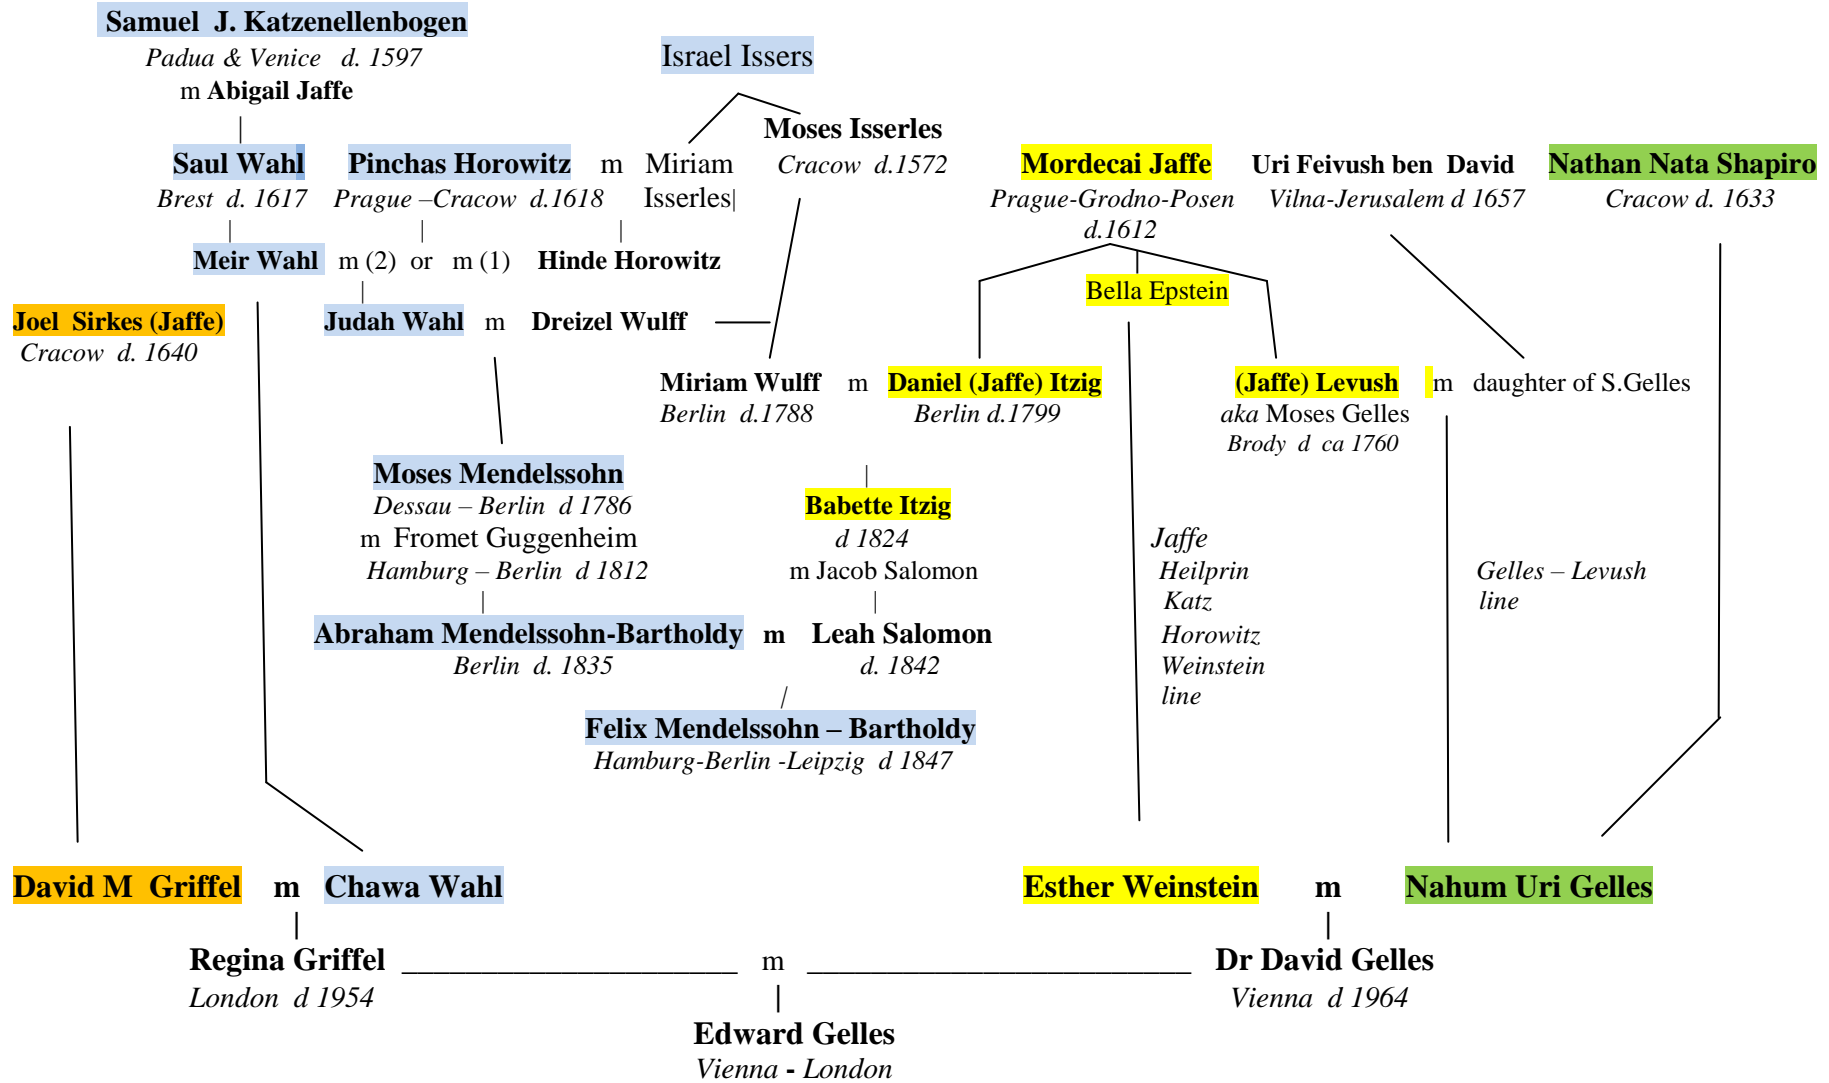 Samuel J. Katzenellenbogen
Padua & Venice d. 1597
Israel Issers
m Abigail Jaffe
Moses Isserles
Saul Wahl Pinchas Horowitz m Miriam Cracow d.1572 Mordecai Jaffe Uri Feivush ben David Nathan Nata Shapiro
Brest d. 1617 Prague –Cracow d.1618 Isserles| Prague-Grodno-Posen Vilna-Jerusalem d 1657 Cracow d. 1633
d.1612
Meir Wahl m (2) or m (1) Hinde Horowitz
Bella Epstein
Joel Sirkes (Jaffe) Judah Wahl m Dreizel Wulff
Cracow d. 1640
Miriam Wulff m Daniel (Jaffe) Itzig (Jaffe) Levush m daughter of S.Gelles
Berlin d.1788 Berlin d.1799 aka Moses Gelles
Brody d ca 1760
Moses Mendelssohn
Dessau – Berlin d 1786 Babette Itzig
m Fromet Guggenheim d 1824 Jaffe
Hamburg – Berlin d 1812 m Jacob Salomon Heilprin Gelles – Levush
Katz line
Abraham Mendelssohn-Bartholdy m Leah Salomon Horowitz
Berlin d. 1835 d. 1842 Weinstein
line
Felix Mendelssohn – Bartholdy
Hamburg-Berlin -Leipzig d 1847
David M Griffel m Chawa Wahl Esther Weinstein m Nahum Uri Gelles
Regina Griffel m Dr David Gelles
London d 1954 Vienna d 1964
Edward Gelles
Vienna - London